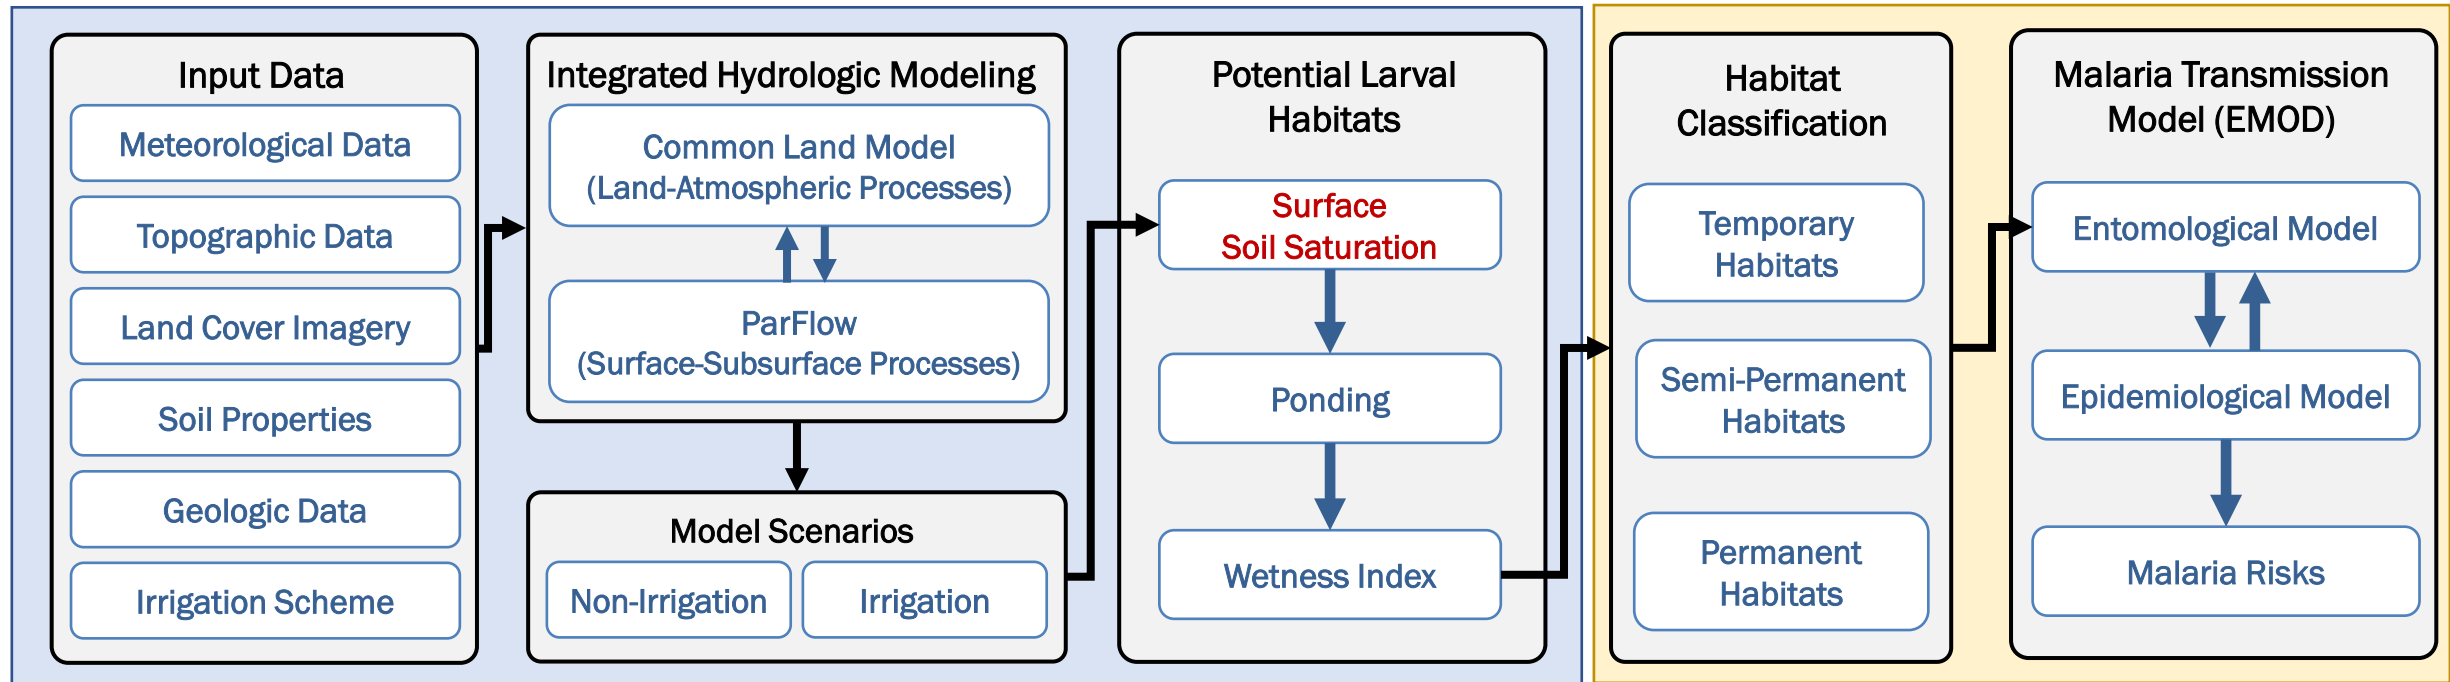 Input Data
Meteorological Data
Topographic Data
Land Cover Imagery
Soil Properties
Geologic Data
Irrigation Scheme
Integrated Hydrologic Modeling
Common Land Model
(Land-Atmospheric Processes)
ParFlow
(Surface-Subsurface Processes)
Model Scenarios
Non-Irrigation
Irrigation
Potential Larval
Habitats
Surface
Soil Saturation
Ponding
Wetness Index
Habitat
Classification
Temporary
Habitats
Semi-Permanent
Habitats
Permanent
Habitats
Malaria Transmission
Model (EMOD)
Entomological Model
Epidemiological Model
Malaria Risks